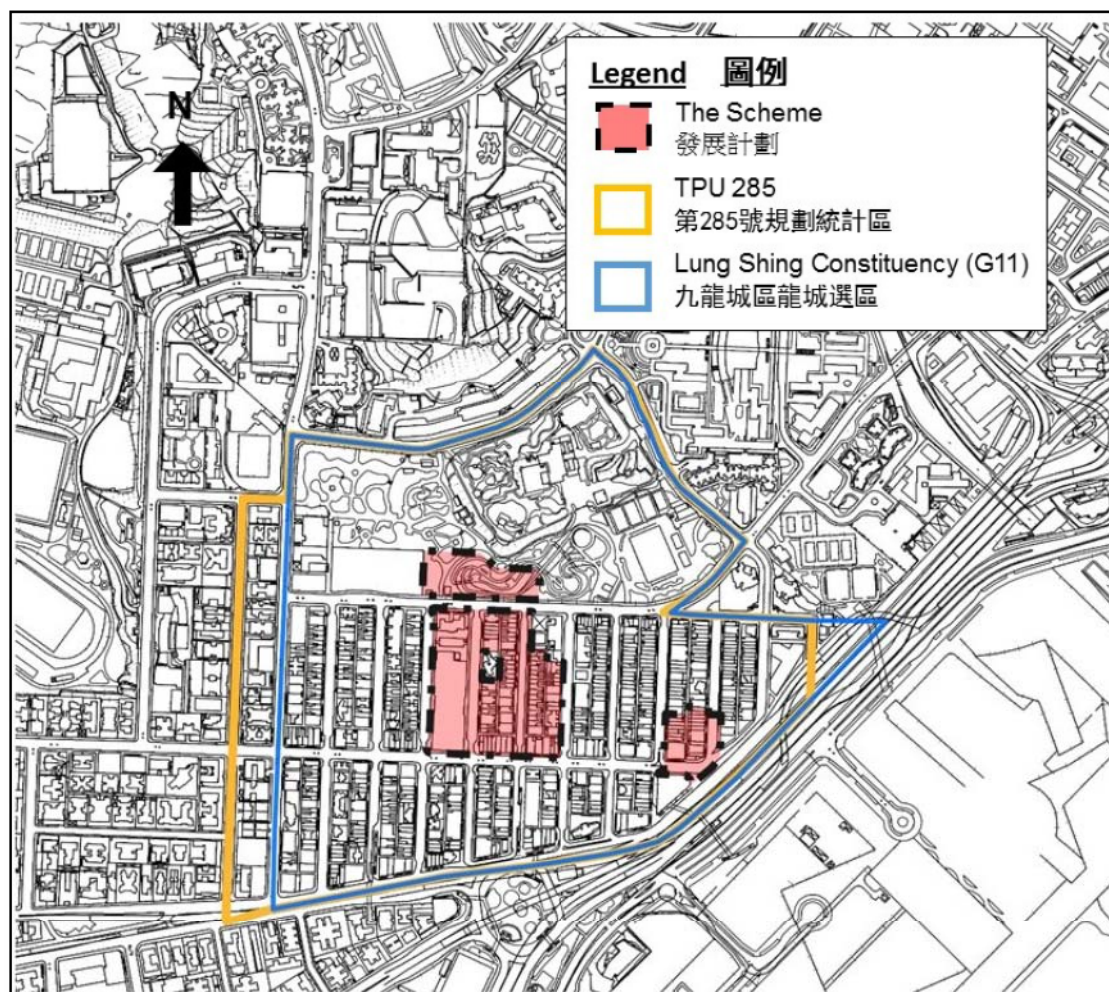 Legend 圖例
The Scheme
發展計劃
TPU 285
第285號規劃統計區
Lung Shing Constituency (G11)
九龍城區龍城選區
N